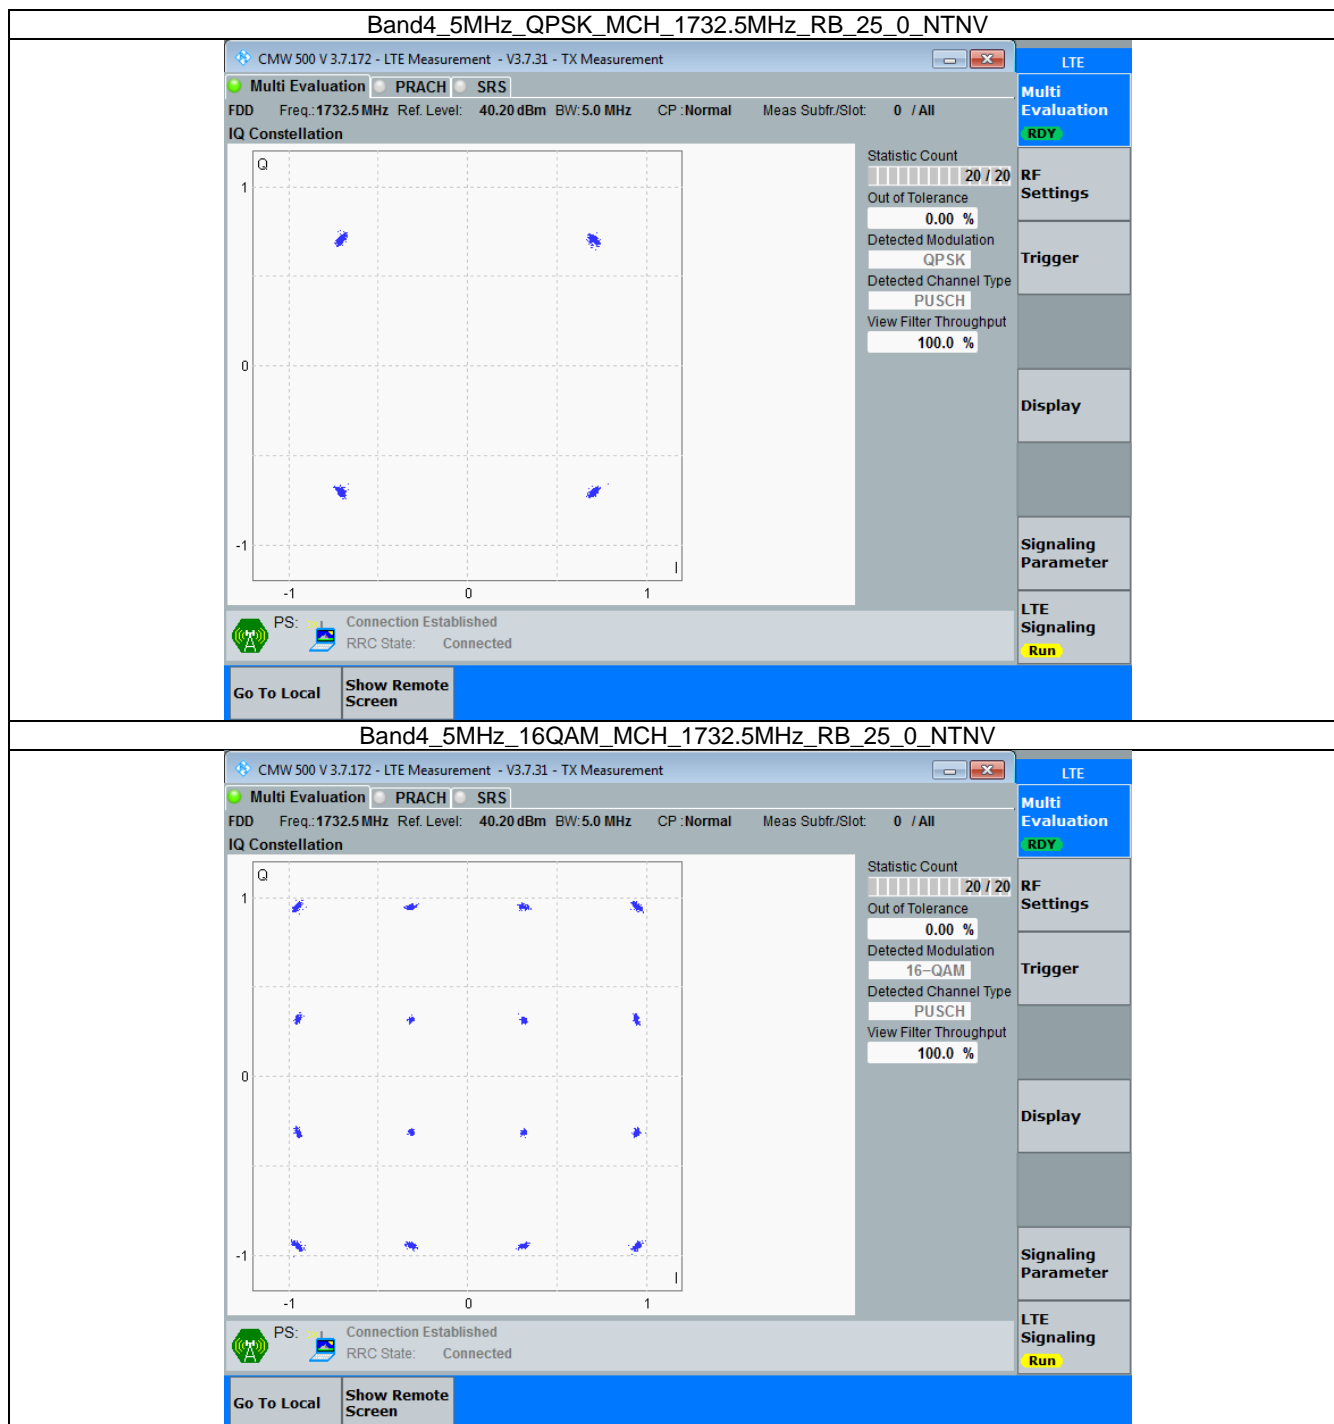 Band4_5MHz_QPSK_MCH_1732.5MHz_RB_25_0_NTNV
CMW 500 V 3.7.172 - LTE Measurement - V3.7.31 - TX Measurement
LTE
Multi Evaluation PRACH SRS
Multi Evaluation
RDY
FDD Freq.: 1732.5 MHz Ref. Level: 40.20 dBm BW: 5.0 MHz CP : Normal Meas Subfr./Slot: 0 / All
IQ Constellation
Q
1
0
-1
I
-1 0 1
Statistic Count
20 / 20
Out of Tolerance
0.00 %
Detected Modulation
QPSK
Detected Channel Type
PUSCH
View Filter Throughput
100.0 %
RF
Settings
Trigger
Display
Signaling
Parameter
LTE
Signaling
Run
PS: Connection Established
RRC State: Connected
Go To Local
Show Remote
Screen
Band4_5MHz_16QAM_MCH_1732.5MHz_RB_25_0_NTNV
CMW 500 V 3.7.172 - LTE Measurement - V3.7.31 - TX Measurement
LTE
Multi Evaluation PRACH SRS
Multi
Evaluation
RDY
FDD Freq.: 1732.5 MHz Ref. Level: 40.20 dBm BW: 5.0 MHz CP : Normal Meas Subfr./Slot: 0 / All
IQ Constellation
Q
1
0
-1
I
-1 0 1
Statistic Count
20 / 20
Out of Tolerance
0.00 %
Detected Modulation
16-QAM
Detected Channel Type
PUSCH
View Filter Throughput
100.0 %
RF
Settings
Trigger
Display
Signaling
Parameter
LTE
Signaling
Run
PS: Connection Established
RRC State: Connected
Go To Local
Show Remote
Screen